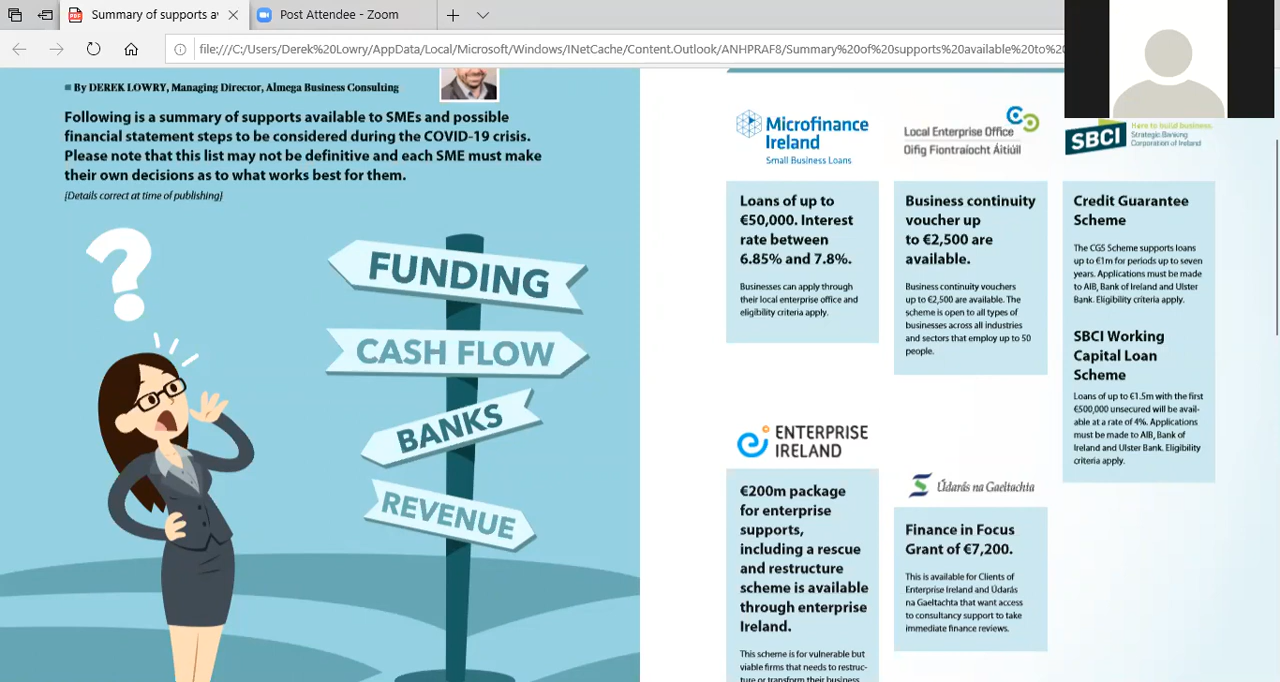 Summary of supports av
Post Attendee - Zoom
file:///C:/Users/Derek%20Lowry/AppData/Local/Microsoft/Windows/INetCache/Content.Outlook/ANHPRAF8/Summary%20of%20supports%20available%20to%20
By DEREK LOWRY, Managing Director, Almega Business Consulting
Following is a summary of supports available to SMEs and possible
financial statement steps to be considered during the COVID-19 crisis.
Please note that this list may not be definitive and each SME must make
their own decisions as to what works best for them.
[Details correct at time of publishing]
?
FUNDING
CASH FLOW
BANKS
REVENUE
Microfinance
Ireland
Small Business Loans
Loans of up to
€50,000. Interest
rate between
6.85% and 7.8%.
Businesses can apply through
their local enterprise office and
eligibility criteria apply.
Local Enterprise Office
Oifig Fiontraíocht Áitiúil
Business continuity
voucher up
to €2,500 are
available.
Business continuity vouchers
up to €2,500 are available. The
scheme is open to all types of
businesses across all industries
and sectors that employ up to 50
people.
SBCI
Here to build business.
Strategic Banking
Corporation of Ireland
Credit Guarantee
Scheme
The CGS Scheme supports loans
up to €1m for periods up to seven
years. Applications must be made
to AIB, Bank of Ireland and Ulster
Bank. Eligibility criteria apply.
SBCI Working
Capital Loan
Scheme
Loans of up to €1.5m with the first
€500,000 unsecured will be avail-
able at a rate of 4%. Applications
must be made to AIB, Bank of
Ireland and Ulster Bank. Eligibility
criteria apply.
ENTERPRISE
IRELAND
€200m package
for enterprise
supports,
including a rescue
and restructure
scheme is available
through enterprise
Ireland.
This scheme is for vulnerable but
viable firms that needs to restruc-
ture or transform their business
Údarás na Gaeltachta
Finance in Focus
Grant of €7,200.
This is available for Clients of
Enterprise Ireland and Údarás
na Gaeltachta that want access
to consultancy support to take
immediate finance reviews.